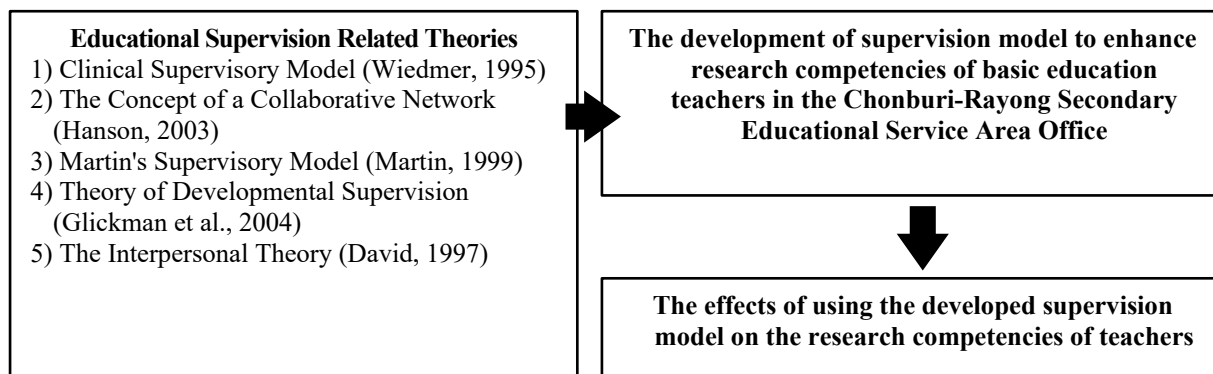 Educational Supervision Related Theories
1) Clinical Supervisory Model (Wiedmer, 1995)
2) The Concept of a Collaborative Network
(Hanson, 2003)
3) Martin's Supervisory Model (Martin, 1999)
4) Theory of Developmental Supervision
(Glickman et al., 2004)
5) The Interpersonal Theory (David, 1997)
The development of supervision model to enhance
research competencies of basic education
teachers in the Chonburi-Rayong Secondary
Educational Service Area Office
The effects of using the developed supervision
model on the research competencies of teachers